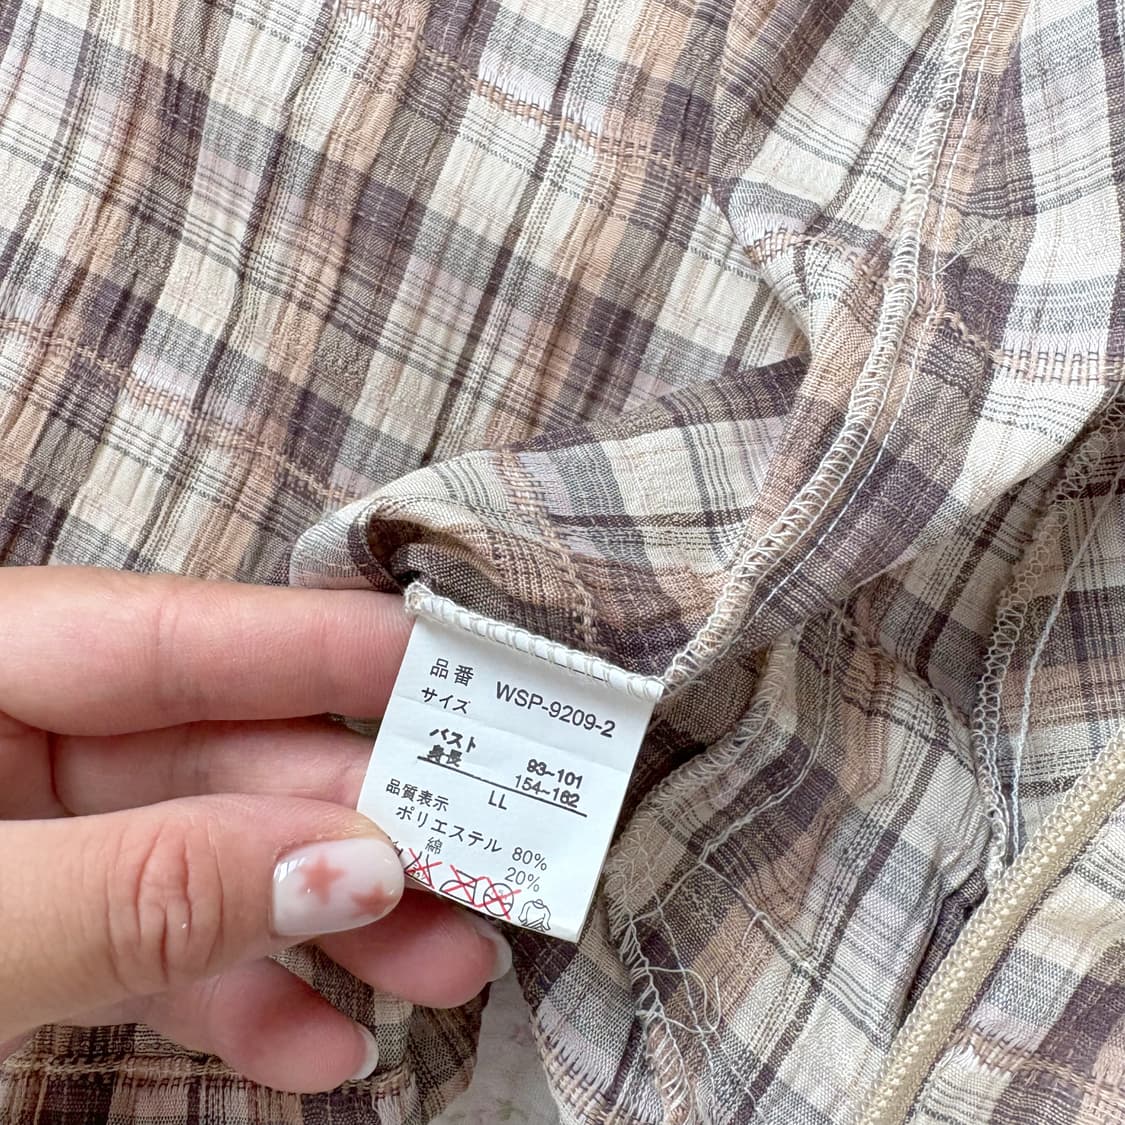 品番 WSP-9209-2
サイズ
バスト 93~101
身長 154~162
LL
品質表示
ポリエステル 80%
綿 20%